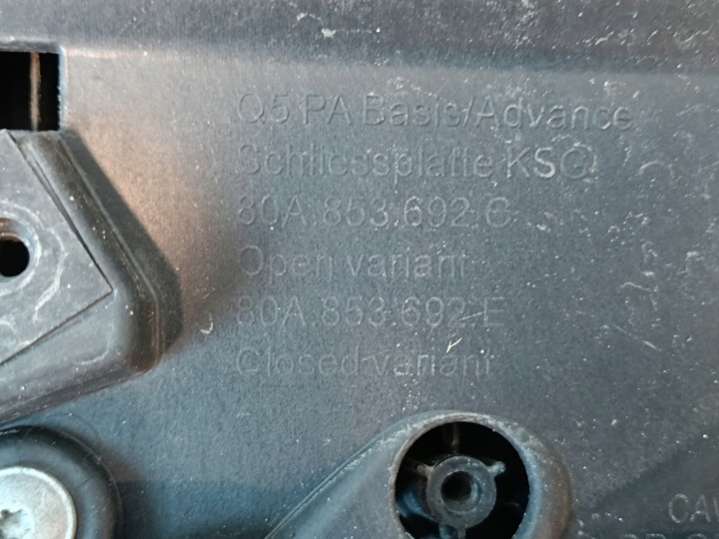 Q5 PA Basis/Advance
Schliessplatte KSG
80A.853.692.C
Open variant
80A.853.692.E
Closed variant